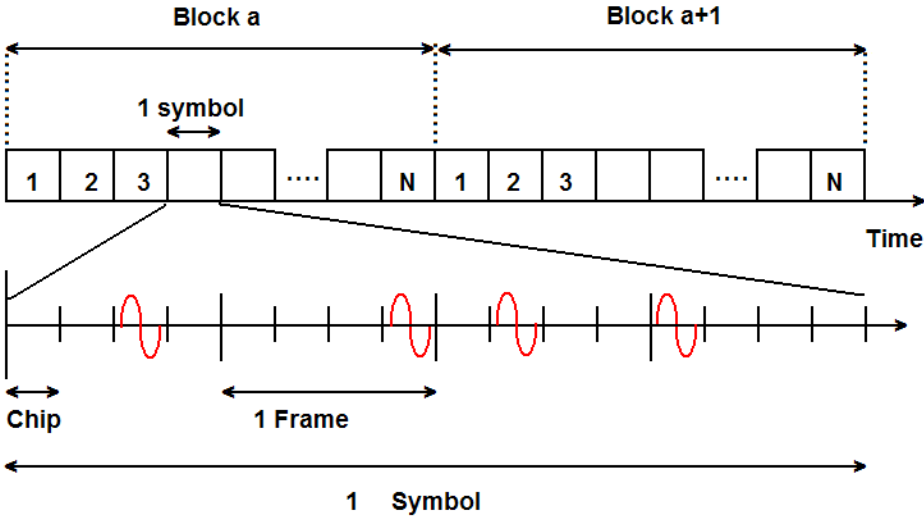 Block a
Block a+1
1 symbol
1 2 3 .... N 1 2 3 .... N
Time
Chip
1 Frame
1 Symbol